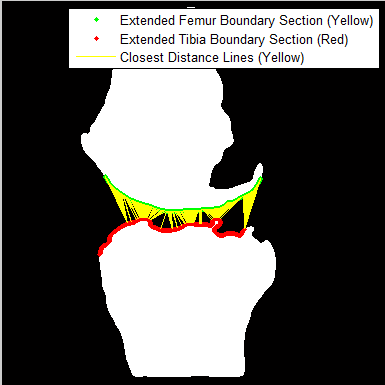 Extended Femur Boundary Section (Yellow)
Extended Tibia Boundary Section (Red)
Closest Distance Lines (Yellow)